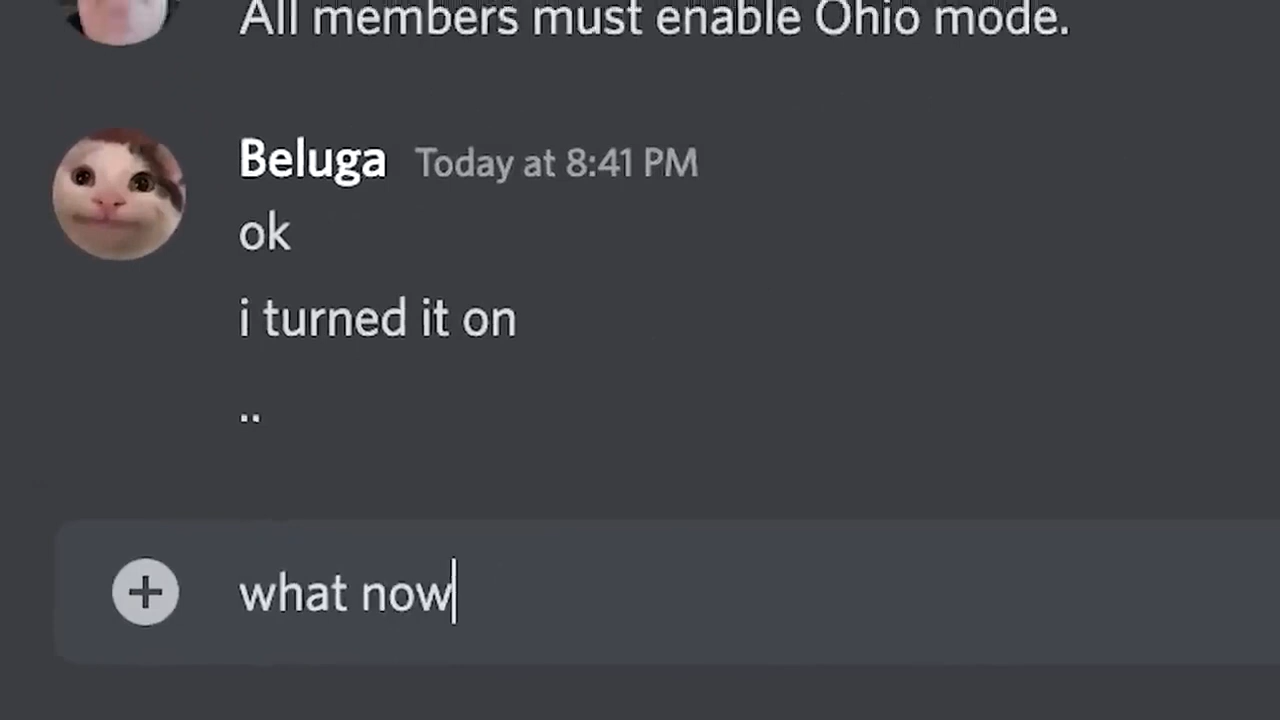 All members must enable Ohio mode.
Beluga Today at 8:41 PM
ok
i turned it on
..
what now